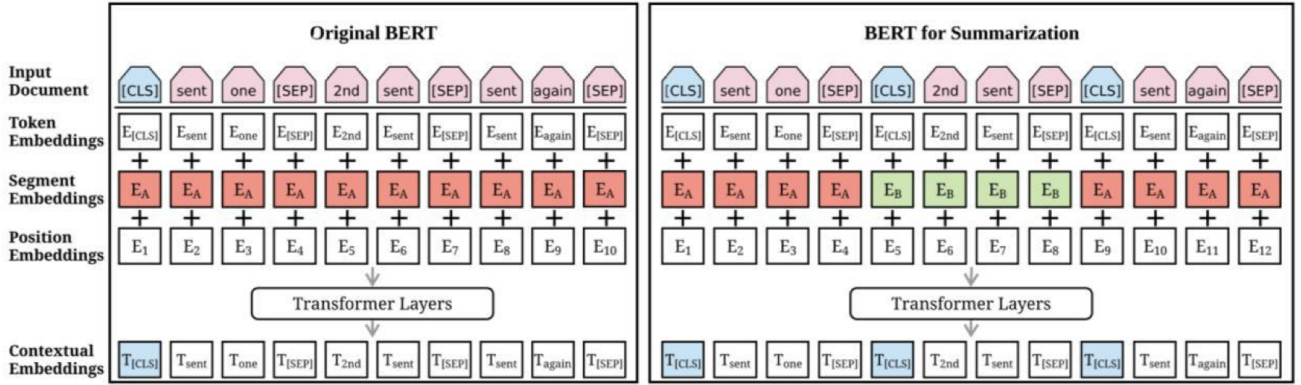 Original BERT
BERT for Summarization
Input Document
[CLS] sent one [SEP] 2nd sent [SEP] sent again [SEP]
[CLS] sent one [SEP] [CLS] 2nd sent [SEP] [CLS] sent again [SEP]
Token Embeddings
E[CLS] Esent Eone E[SEP] E2nd Esent E[SEP] Esent Eagain E[SEP]
E[CLS] Esent Eone E[SEP] E[CLS] E2nd Esent E[SEP] E[CLS] Esent Eagain E[SEP]
+ + + + + + + + + +
+ + + + + + + + + + + +
Segment Embeddings
EA EA EA EA EA EA EA EA EA EA
EA EA EA EA EB EB EB EB EA EA EA EA
+ + + + + + + + + +
+ + + + + + + + + + + +
Position Embeddings
E1 E2 E3 E4 E5 E6 E7 E8 E9 E10
E1 E2 E3 E4 E5 E6 E7 E8 E9 E10 E11 E12
Transformer Layers
Transformer Layers
Contextual Embeddings
T[CLS] Tsent Tone T[SEP] T2nd Tsent T[SEP] Tsent Tagain T[SEP]
T[CLS] Tsent Tone T[SEP] T[CLS] T2nd Tsent T[SEP] T[CLS] Tsent Tagain T[SEP]